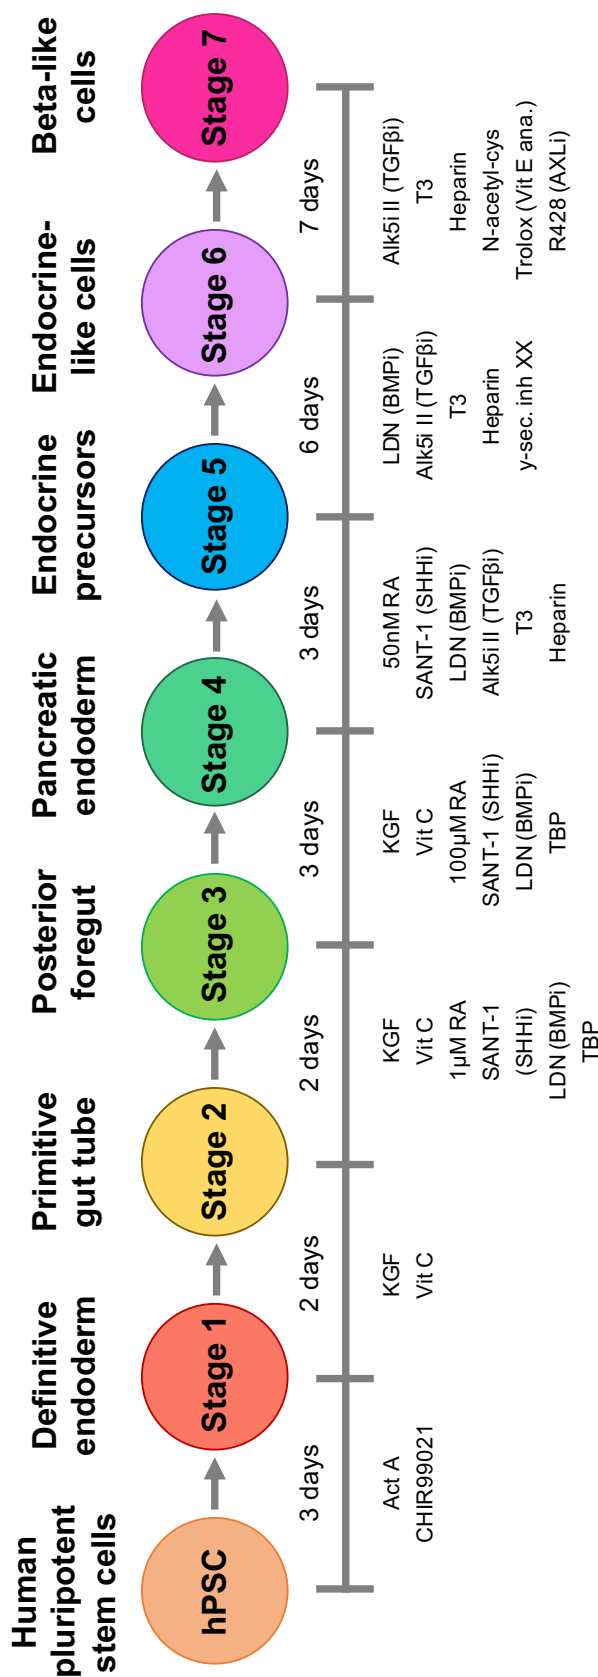 Human
pluripotent
stem cells
Definitive
endoderm
Primitive
gut tube
Posterior
foregut
Pancreatic
endoderm
Endocrine
precursors
Endocrine-
like cells
Beta-like
cells
hPSC
Stage 1
Stage 2
Stage 3
Stage 4
Stage 5
Stage 6
Stage 7
3 days
2 days
2 days
3 days
3 days
6 days
7 days
Act A
CHIR99021
KGF
Vit C
KGF
Vit C
1µM RA
SANT-1
(SHHi)
LDN (BMPi)
TBP
KGF
Vit C
100µM RA
SANT-1 (SHHi)
LDN (BMPi)
TBP
50nM RA
SANT-1 (SHHi)
LDN (BMPi)
Alk5i II (TGFβi)
T3
Heparin
LDN (BMPi)
Alk5i II (TGFβi)
T3
Heparin
y-sec. inh XX
Alk5i II (TGFβi)
T3
Heparin
N-acetyl-cys
Trolox (Vit E ana.)
R428 (AXLi)